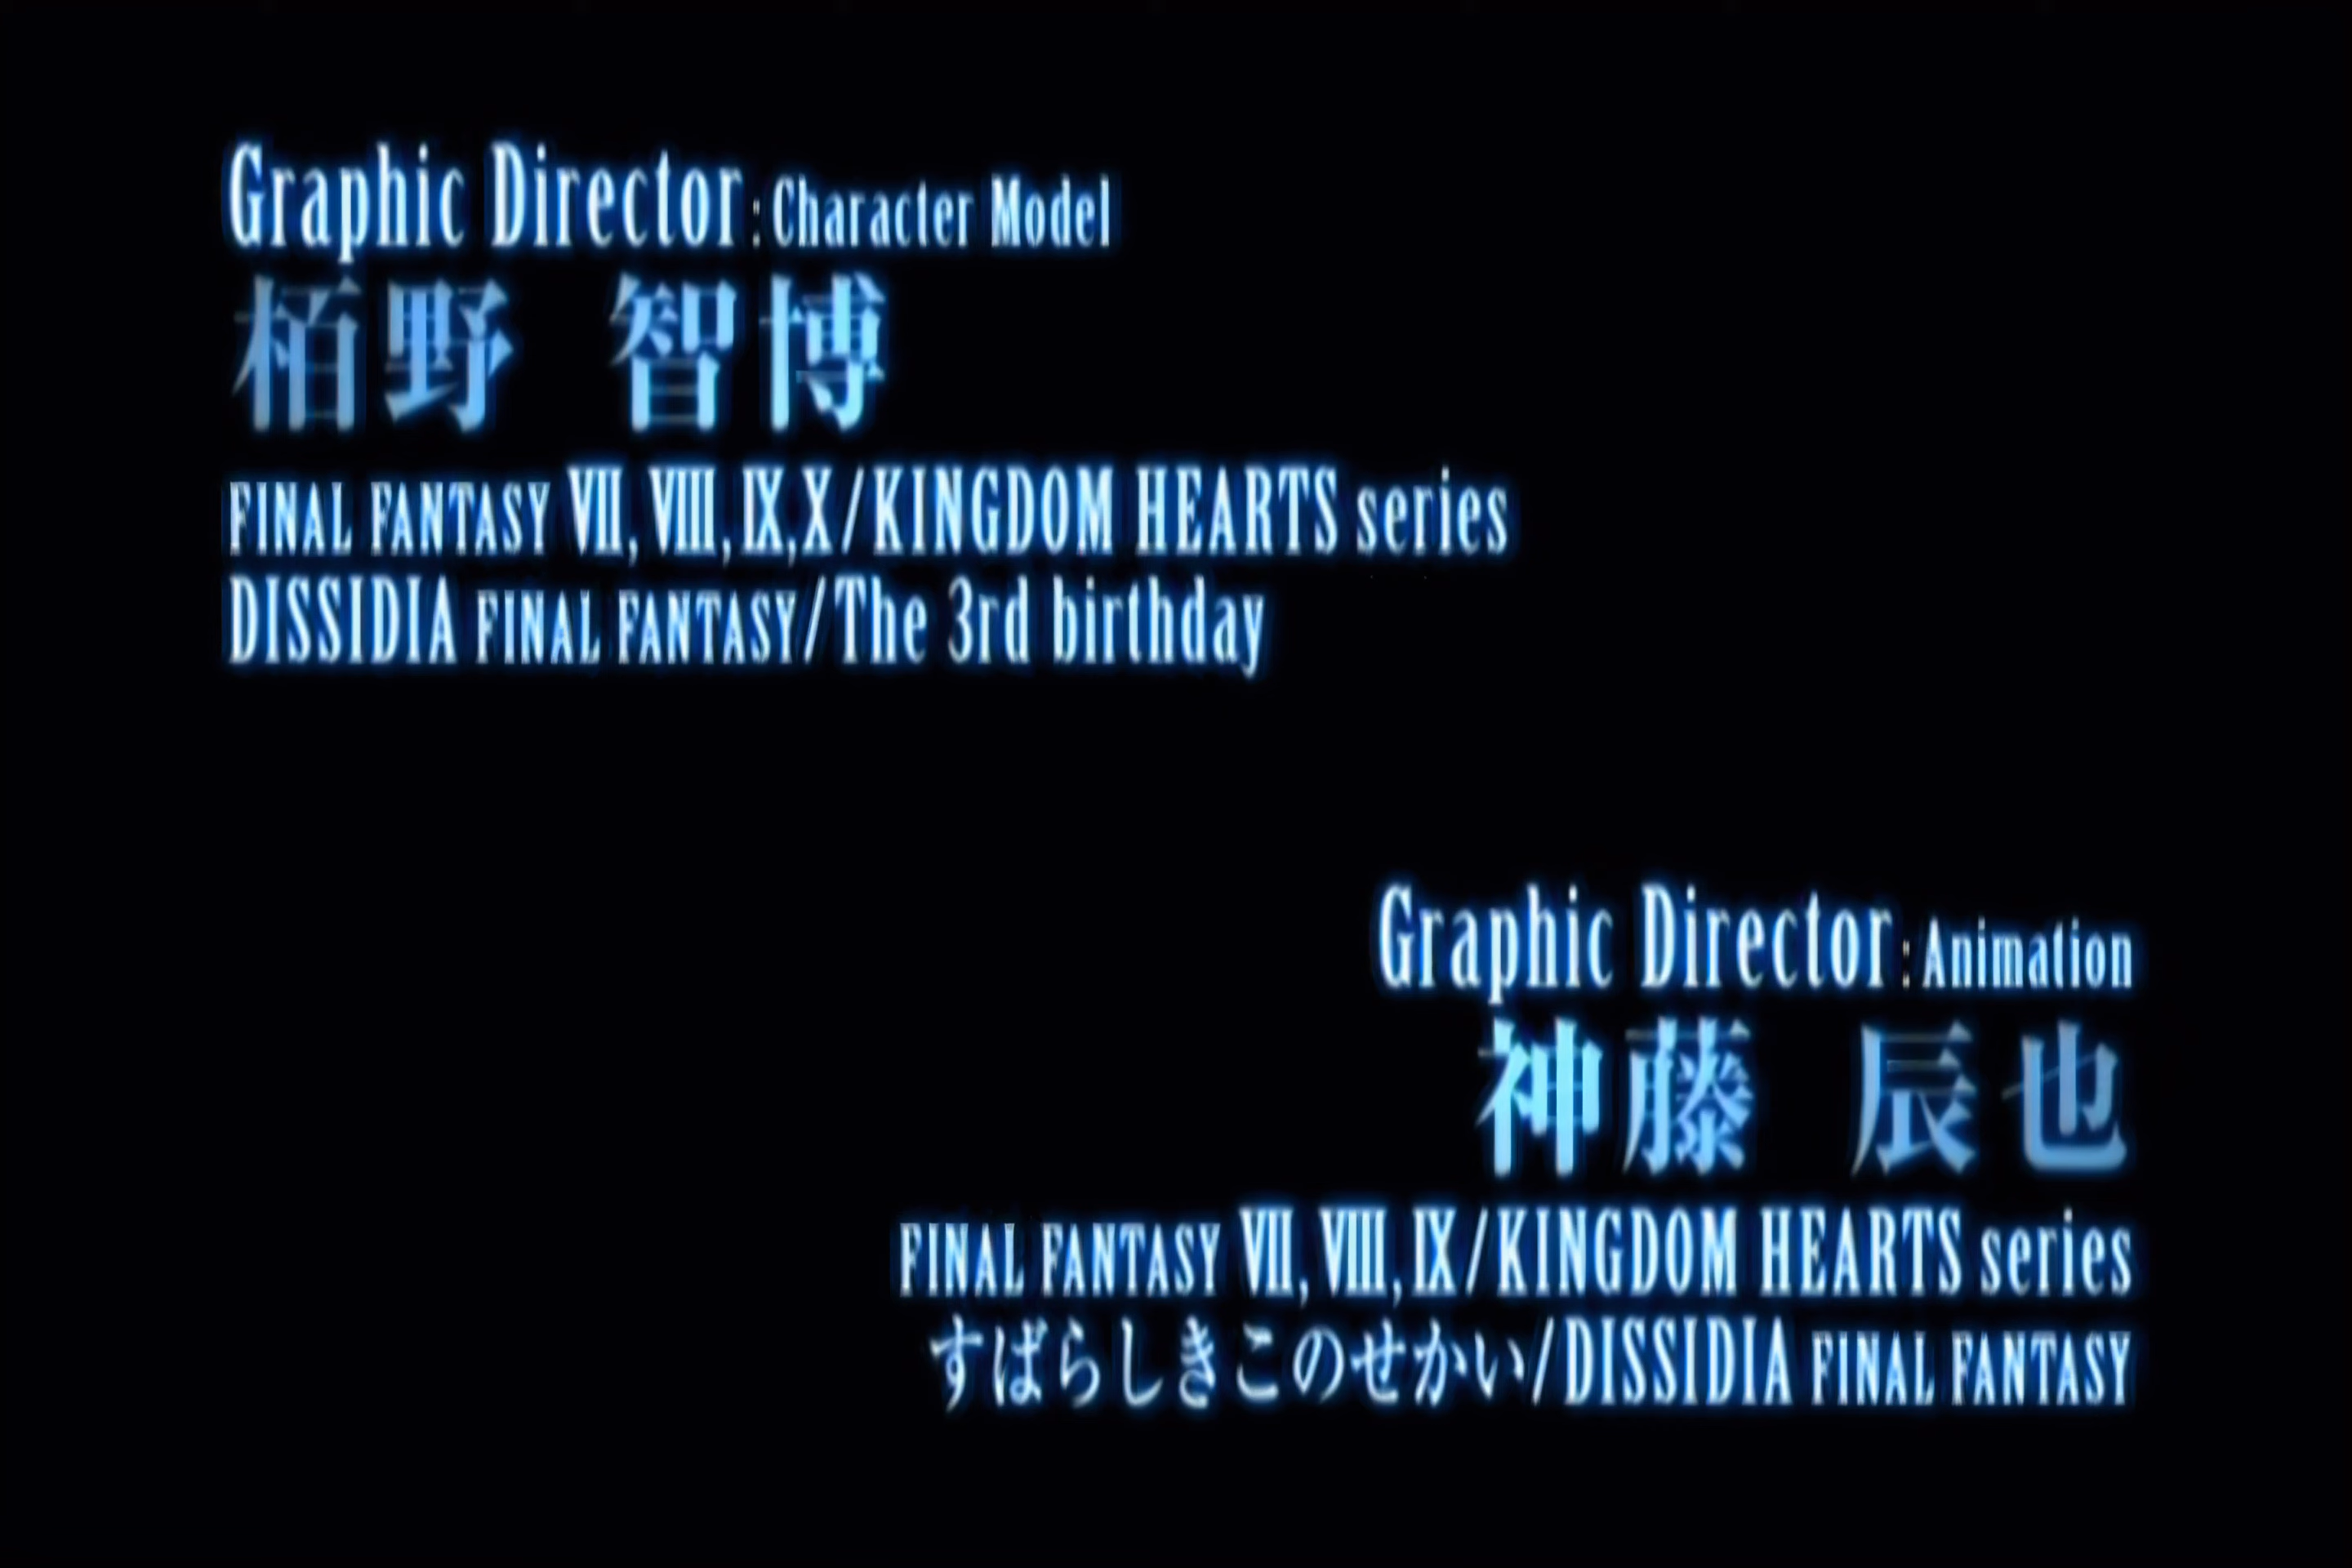 Graphic Director : Character Model
栢野 智博
FINAL FANTASY Ⅶ,Ⅷ,Ⅸ,Ⅹ/KINGDOM HEARTS series
DISSIDIA FINAL FANTASY/The 3rd birthday
Graphic Director : Animation
神藤 辰也
FINAL FANTASY Ⅶ,Ⅷ,Ⅸ/KINGDOM HEARTS series
すばらしきこのせかい/DISSIDIA FINAL FANTASY